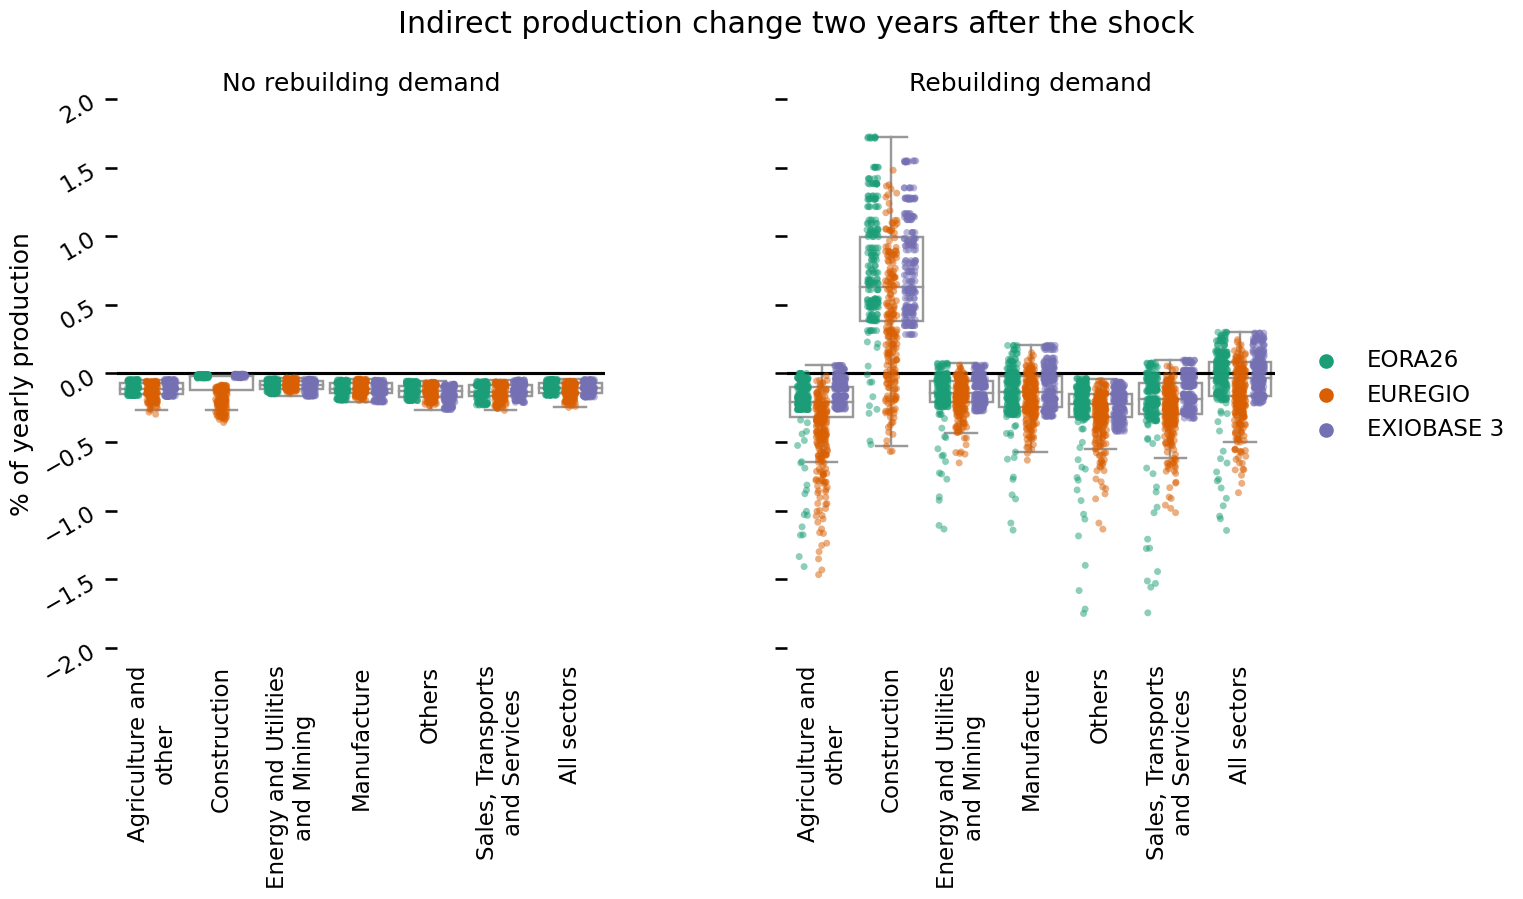 Indirect production change two years after the shock
No rebuilding demand
Rebuilding demand
% of yearly production
2.0
1.5
1.0
0.5
0.0
−0.5
−1.0
−1.5
−2.0
Agriculture and
other
Construction
Energy and Utilities
and Mining
Manufacture
Others
Sales, Transports
and Services
All sectors
Agriculture and
other
Construction
Energy and Utilities
and Mining
Manufacture
Others
Sales, Transports
and Services
All sectors
EORA26
EUREGIO
EXIOBASE 3